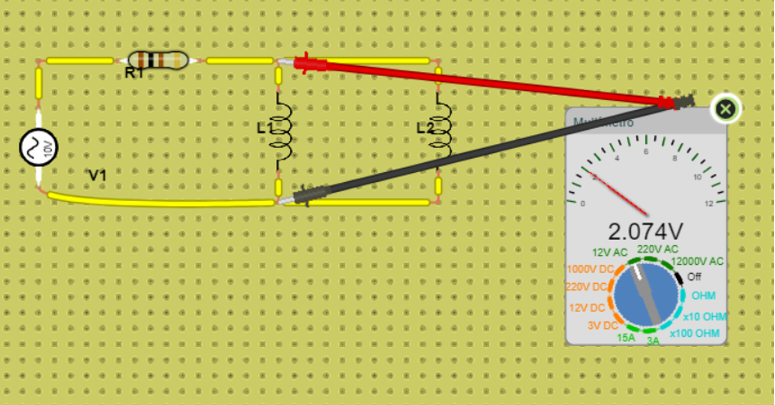 R1
10V
V1
L1
L2
Multímetro
0 2 4 6 8 10 12
2.074V
12V AC
220V AC
12000V AC
Off
OHM
x10 OHM
x100 OHM
3A
15A
3V DC
12V DC
220V DC
1000V DC